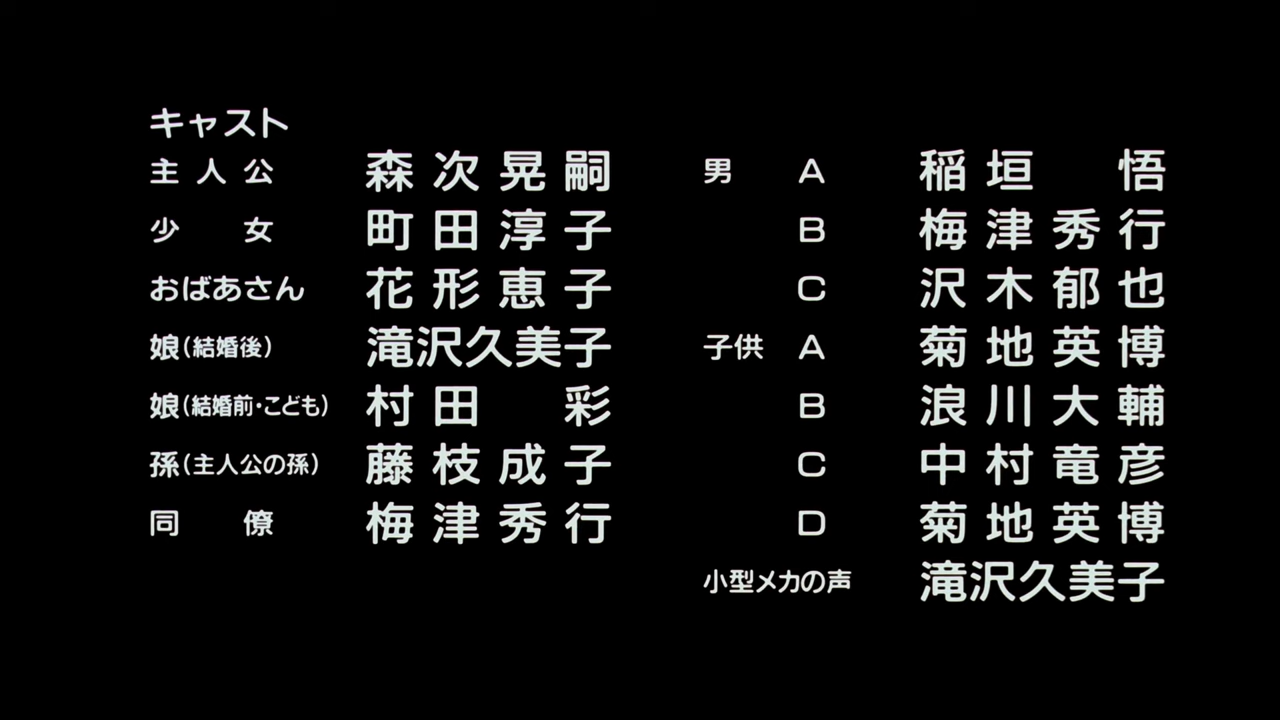 キャスト
主人公 森次晃嗣
少女 町田淳子
おばあさん 花形恵子
娘(結婚後) 滝沢久美子
娘(結婚前・こども) 村田彩
孫(主人公の孫) 藤枝成子
同僚 梅津秀行
男 A 稲垣悟
B 梅津秀行
C 沢木郁也
子供 A 菊地英博
B 浪川大輔
C 中村竜彦
D 菊地英博
小型メカの声 滝沢久美子